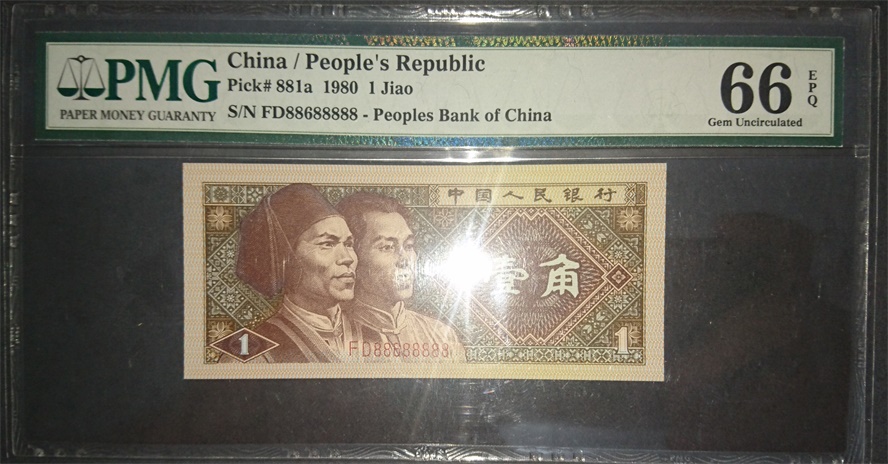 PMG
PAPER MONEY GUARANTY
China / People's Republic
Pick# 881a 1980 1 Jiao
S/N FD88688888 - Peoples Bank of China
66
EPQ
Gem Uncirculated
中国人民银行
壹角
1
FD88888888
1